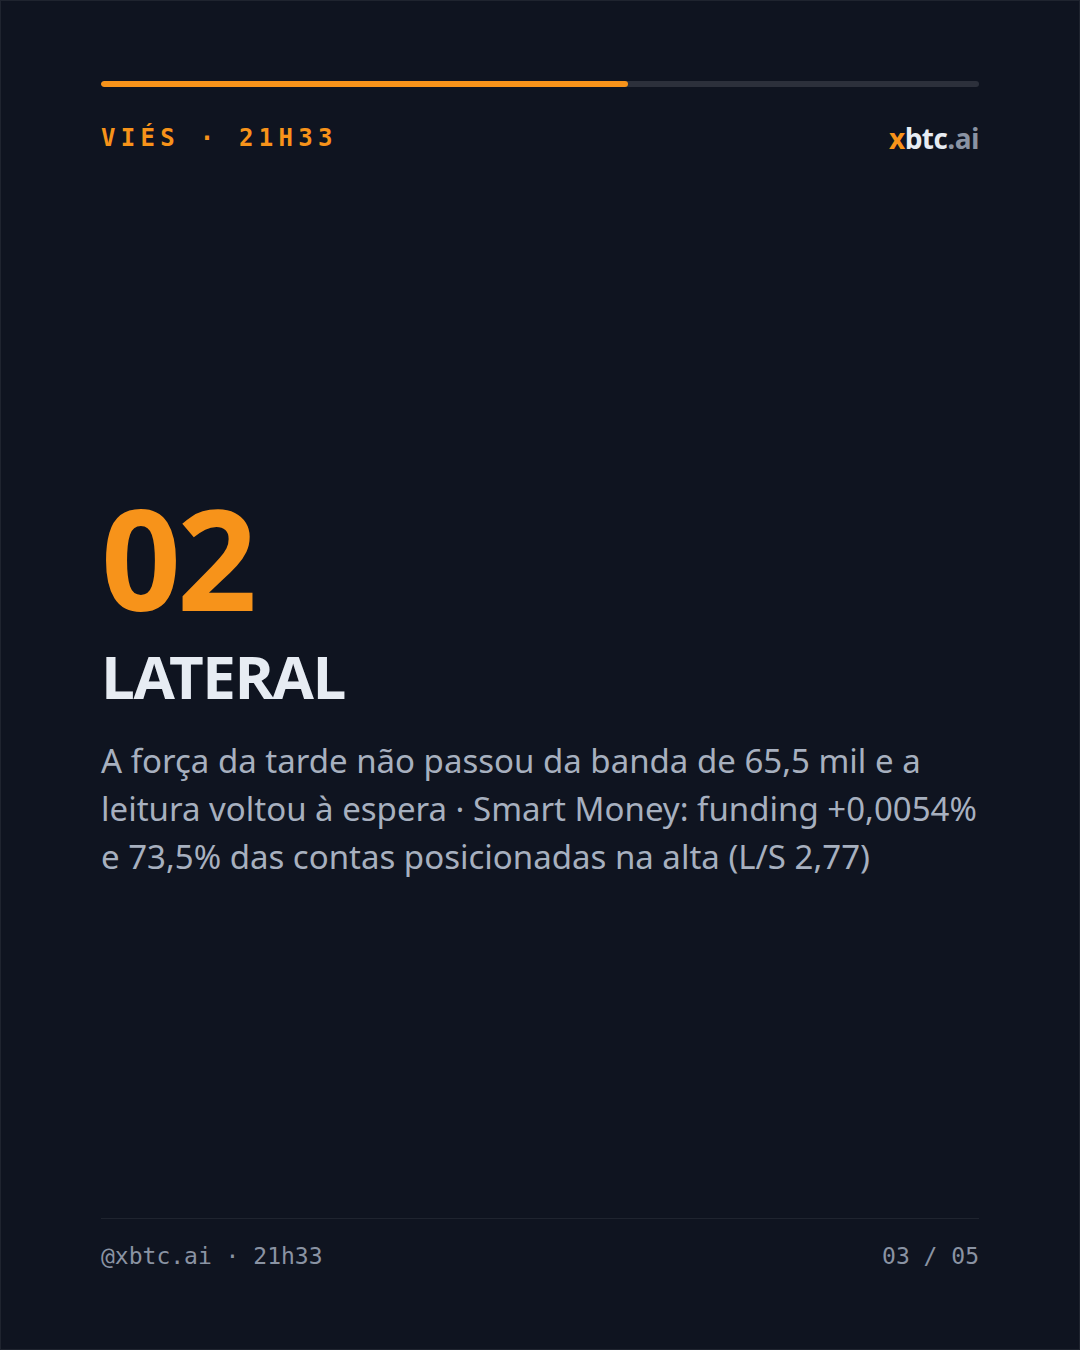 VIÉS · 21H33
xbtc.ai
02
LATERAL
A força da tarde não passou da banda de 65,5 mil e a
leitura voltou à espera · Smart Money: funding +0,0054%
e 73,5% das contas posicionadas na alta (L/S 2,77)
@xbtc.ai · 21h33
03 / 05